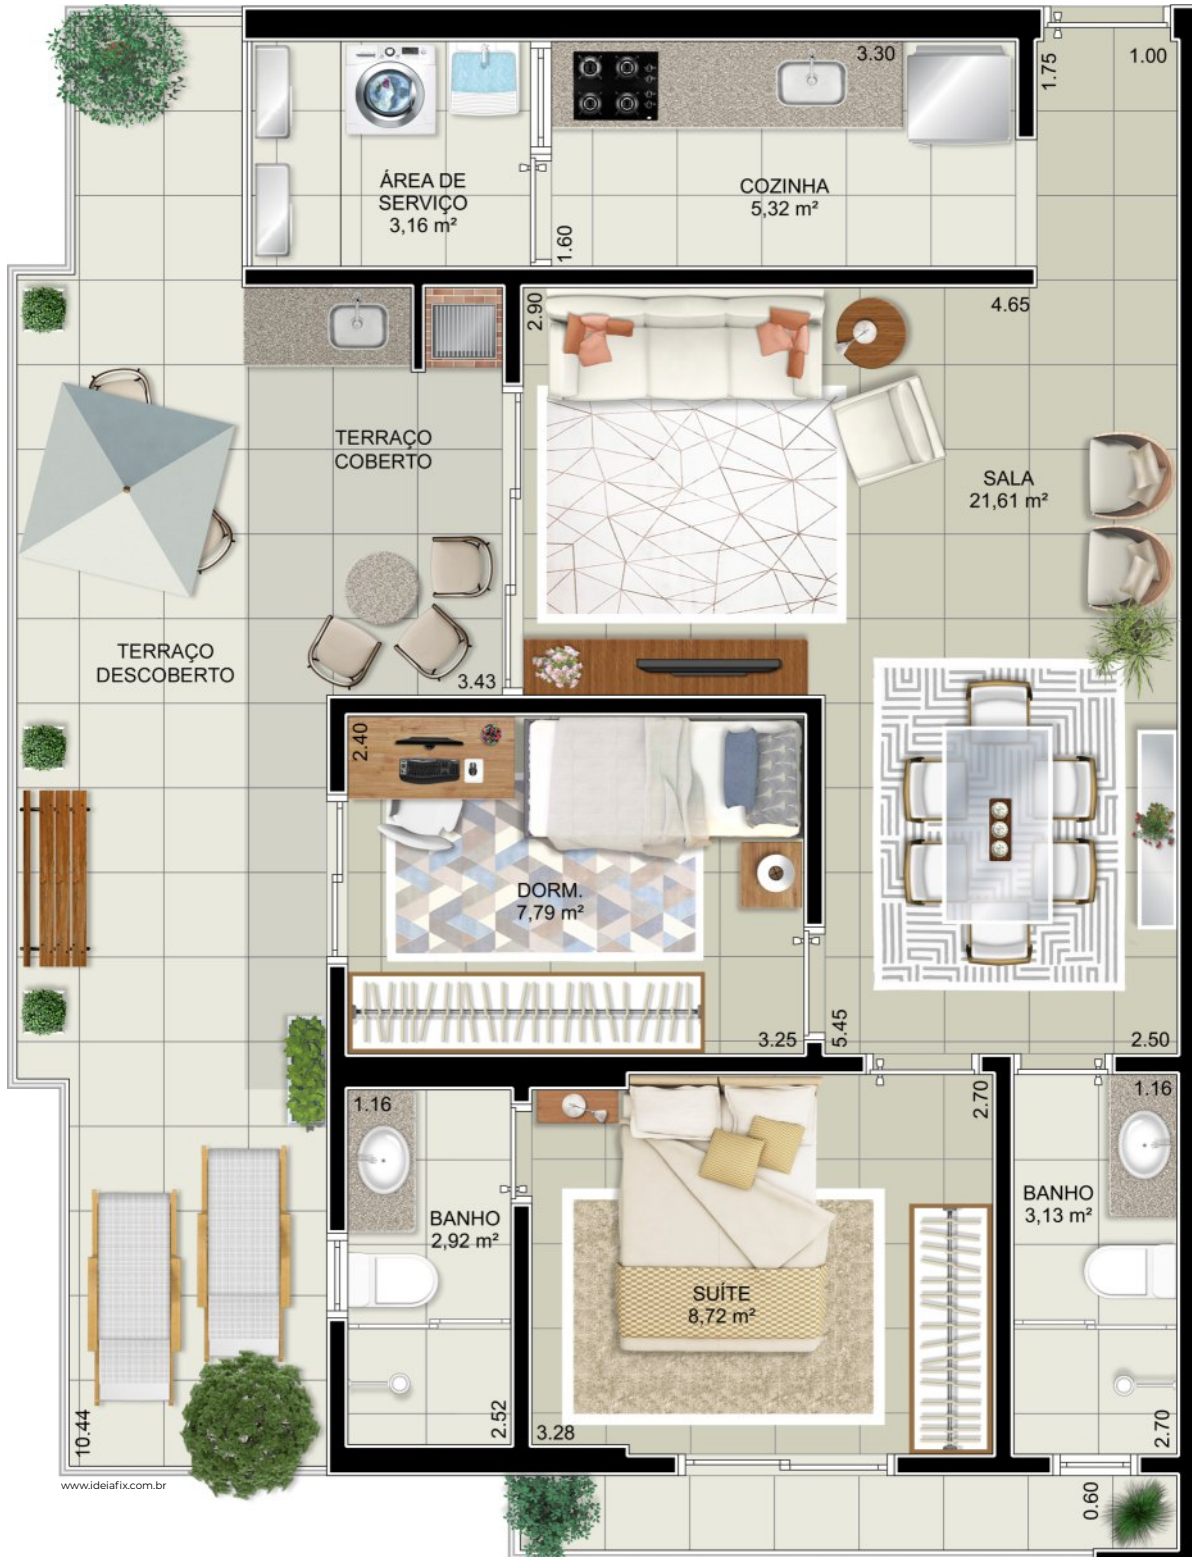 3.30
1.75
1.00
ÁREA DE
SERVIÇO
3,16 m²
COZINHA
5,32 m²
1.60
2.90
4.65
TERRAÇO
COBERTO
SALA
21,61 m²
TERRAÇO
DESCOBERTO
3.43
2.40
DORM.
7,79 m²
3.25
5.45
2.50
1.16
2.70
1.16
BANHO
2,92 m²
BANHO
3,13 m²
SUÍTE
8,72 m²
10.44
2.52
3.28
2.70
www.ideiafix.com.br
0.60